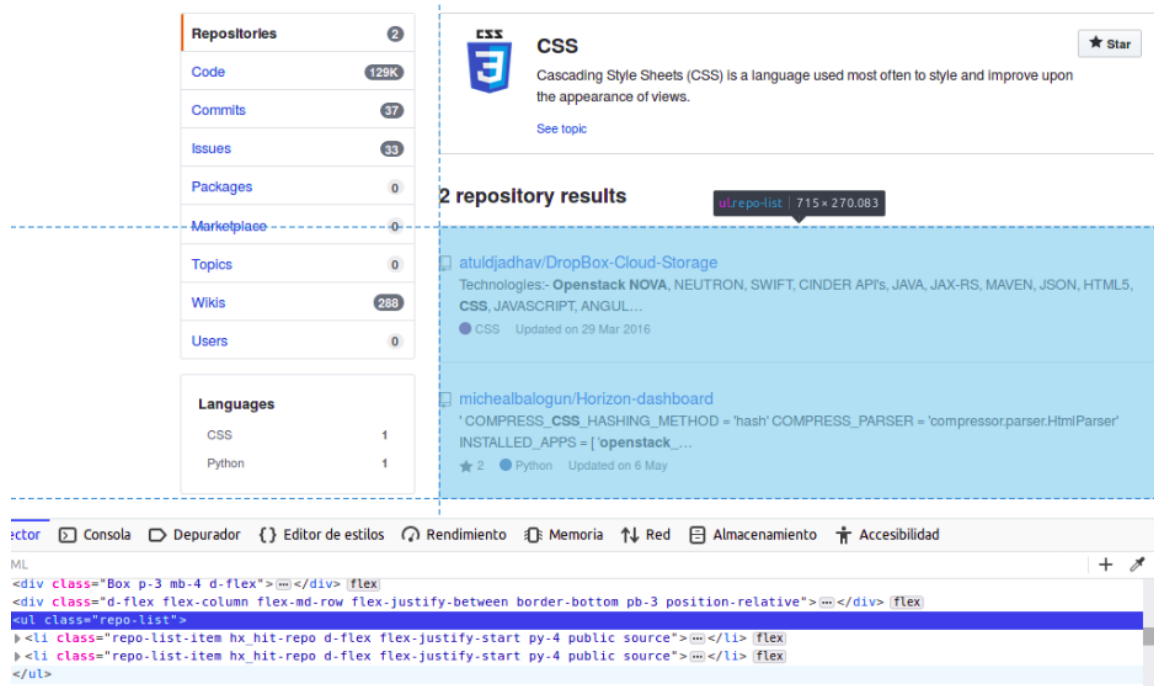 Repositories 2
Code 129K
Commits 37
Issues 33
Packages 0
Marketplace 0
Topics 0
Wikis 288
Users 0
Languages
CSS 1
Python 1
CSS
3
CSS
Star
Cascading Style Sheets (CSS) is a language used most often to style and improve upon
the appearance of views.
See topic
2 repository results
ul.repo-list | 715 × 270.083
atuldjadhav/DropBox-Cloud-Storage
Technologies:- Openstack NOVA, NEUTRON, SWIFT, CINDER API's, JAVA, JAX-RS, MAVEN, JSON, HTML5,
CSS, JAVASCRIPT, ANGUL...
CSS Updated on 29 Mar 2016
michealbalogun/Horizon-dashboard
' COMPRESS_CSS_HASHING_METHOD = 'hash' COMPRESS_PARSER = 'compressor.parser.HtmlParser'
INSTALLED_APPS = [ 'openstack_...
2 Python Updated on 6 May
ector Consola Depurador {} Editor de estilos Rendimiento Memoria Red Almacenamiento Accesibilidad
ML
<div class="Box p-3 mb-4 d-flex">…</div> flex
<div class="d-flex flex-column flex-md-row flex-justify-between border-bottom pb-3 position-relative">…</div> flex
<ul class="repo-list">
<li class="repo-list-item hx_hit-repo d-flex flex-justify-start py-4 public source">…</li> flex
<li class="repo-list-item hx_hit-repo d-flex flex-justify-start py-4 public source">…</li> flex
</ul>